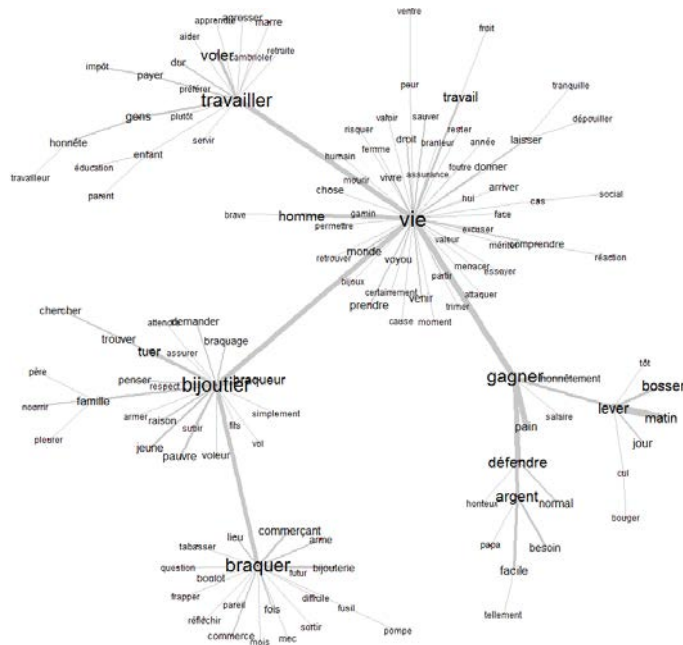 ventre
apprendre agresser marre
aider
froit
voler cambrioler retraite
dur
impôt payer
peur
tranquille
préférer
travailler
travail
gens plutôt
valoir sauver
dépouiller
risquer droit branleur rester année laisser
honnête
servir
femme
foutre donner
enfant
humain
travailleur éducation
mourir vivre assurance
arriver
parent
chose
hui cas social
brave homme gamin vie face
permettre
excuser
valeur mériter comprendre
monde
retrouver voyou
réaction
menacer essayer
bijoux
partir
certainement
attaquer
prendre venir trimer
chercher
caisse moment
attendre demander
trouver
tuer assurer braquage
tôt
père
penser respect bijoutier braqueur
gagner honnêtement
bosser
nourrir famille
lever matin
armer raison subir fils simplement
salaire
pain
pleurer
jeune
vol
jour
pauvre voleur
défendre
cul
argent
honteux normal
bouger
commerçant
lieu arme
tabasser
papa besoin
question braquer futur bijouterie
facile
boulot
frapper
difficile
pareil fois fusil
tellement
réfléchir
sortir
commerce
mois mec
pompe